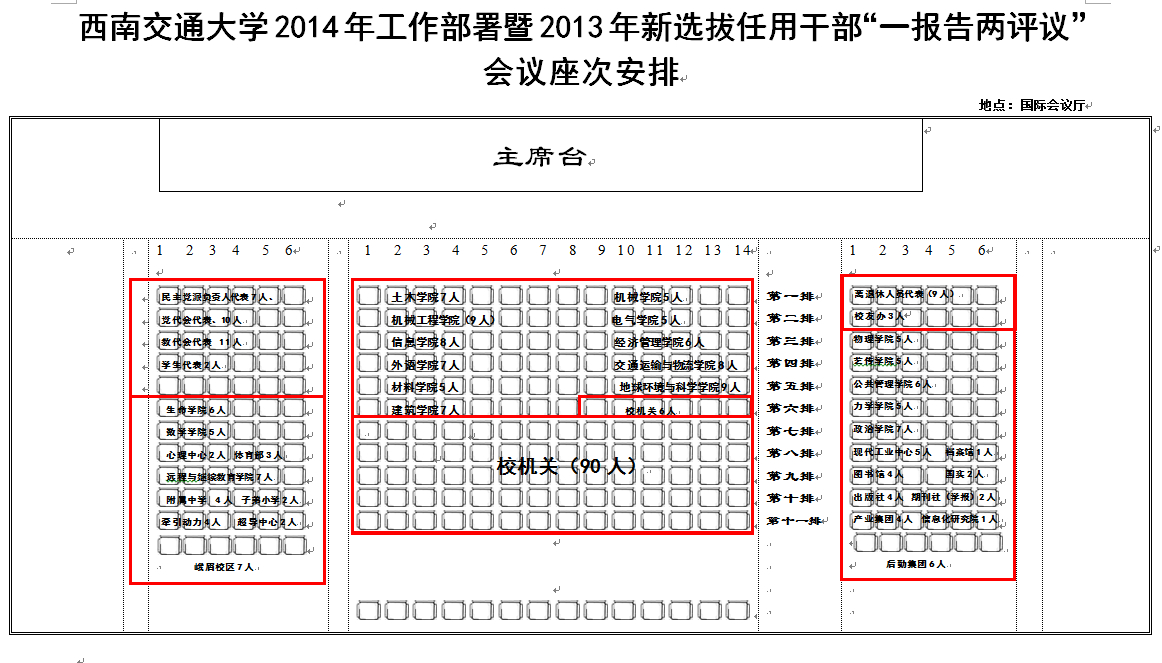 西南交通大学2014年工作部署暨2013年新选拔任用干部“一报告两评议”
会议座次安排
地点：国际会议厅
主席台
1 2 3 4 5 6
1 2 3 4 5 6 7 8 9 10 11 12 13 14
1 2 3 4 5 6
民主党派负责人代表7人、
党代会代表、10人
教代会代表 11人
学生代表2人
生命学院6人
数学学院5人
心理中心2人 体育部3人
远程与继续教育学院7人
附属中学、4人 子弟小学2人
牵引动力4人 超导中心2人
峨眉校区7人
土木学院7人 机械学院5人
机械工程学院（9人） 电气学院5人
信息学院8人 经济管理学院6人
外语学院7人 交通运输与物流学院8人
材料学院5人 地球环境与科学学院9人
建筑学院7人 校机关6人
校机关（90人）
第一排
第二排
第三排
第四排
第五排
第六排
第七排
第八排
第九排
第十排
第十一排
离退休人员代表（9人）
校友办3人
物理学院5人
艺传学院5人
公共管理学院6人
力学学院5人
政治学院7人
现代工业中心5人 档案馆1人
图书馆4人 国实2人
出版社4人 期刊社（学报）2人
产业集团4人 信息化研究院1人
后勤集团6人